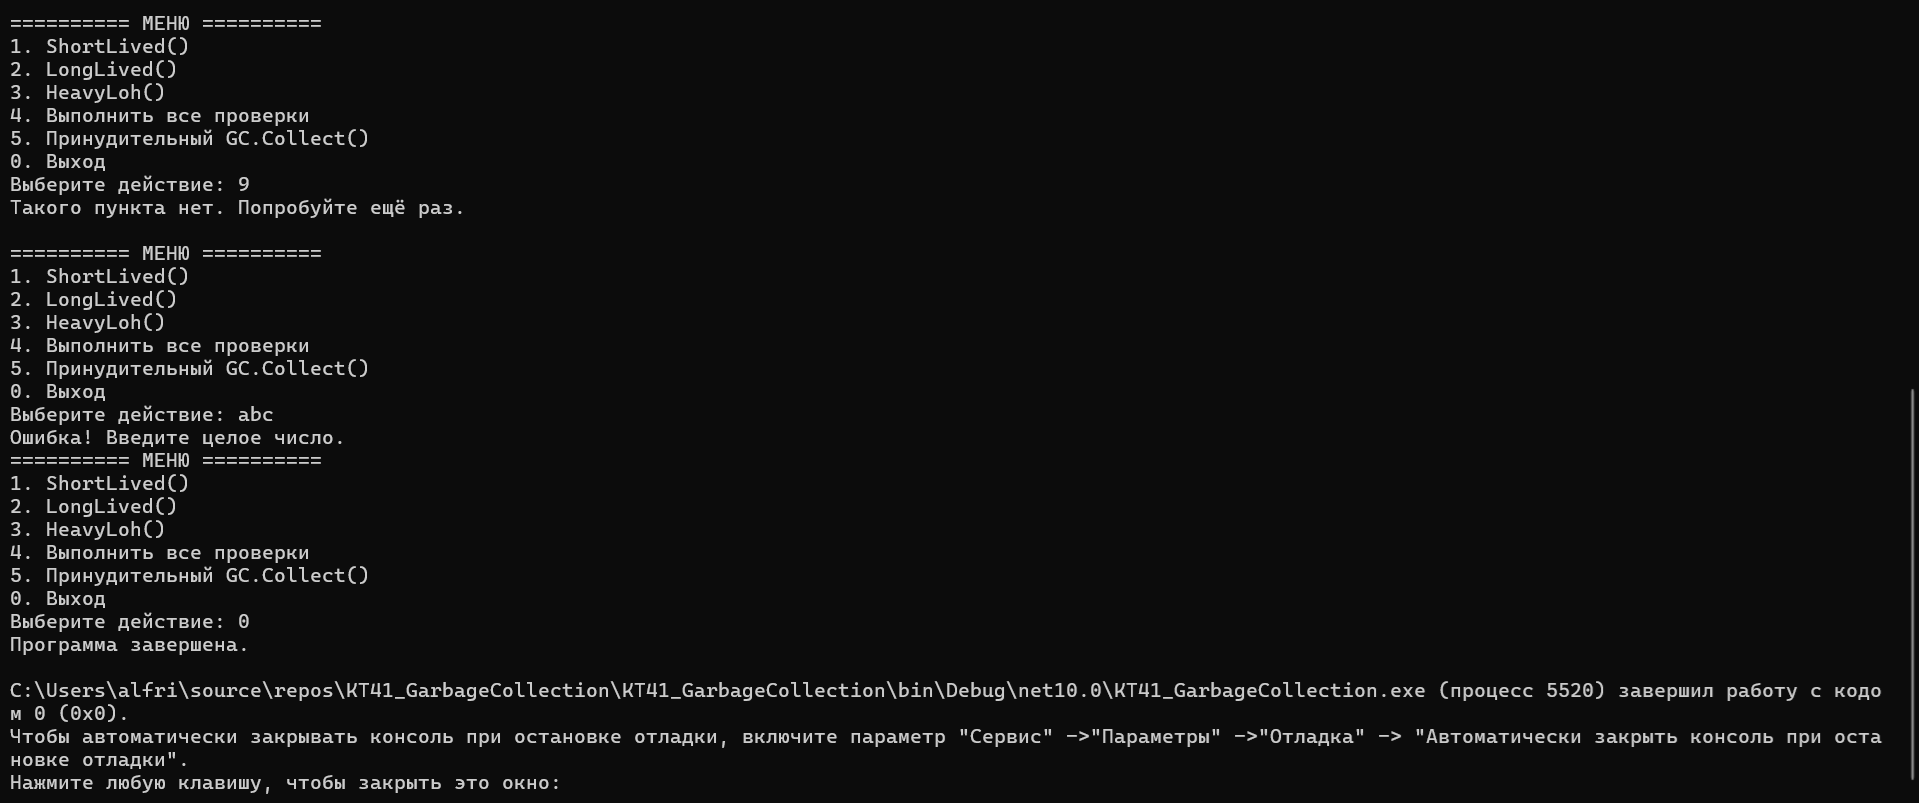 ========== МЕНЮ ==========
1. ShortLived()
2. LongLived()
3. HeavyLoh()
4. Выполнить все проверки
5. Принудительный GC.Collect()
0. Выход
Выберите действие: 9
Такого пункта нет. Попробуйте ещё раз.

========== МЕНЮ ==========
1. ShortLived()
2. LongLived()
3. HeavyLoh()
4. Выполнить все проверки
5. Принудительный GC.Collect()
0. Выход
Выберите действие: abc
Ошибка! Введите целое число.
========== МЕНЮ ==========
1. ShortLived()
2. LongLived()
3. HeavyLoh()
4. Выполнить все проверки
5. Принудительный GC.Collect()
0. Выход
Выберите действие: 0
Программа завершена.

C:\Users\alfri\source\repos\KT41_GarbageCollection\KT41_GarbageCollection\bin\Debug\net10.0\KT41_GarbageCollection.exe (процесс 5520) завершил работу с кодо
м 0 (0x0).
Чтобы автоматически закрывать консоль при остановке отладки, включите параметр "Сервис" ->"Параметры" ->"Отладка" -> "Автоматически закрыть консоль при оста
новке отладки".
Нажмите любую клавишу, чтобы закрыть это окно: